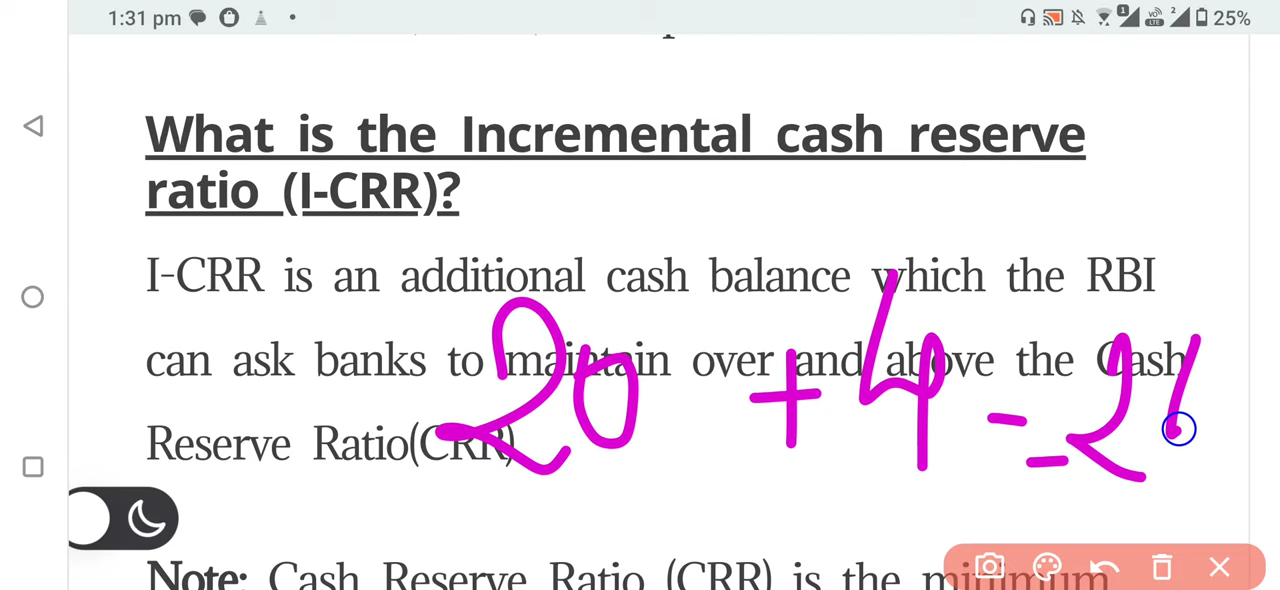 1:31 pm 25%
What is the Incremental cash reserve
ratio (I-CRR)?
I-CRR is an additional cash balance which the RBI
can ask banks to maintain over and above the Cash
Reserve Ratio(CRR)
20 + 4 = 2
Note: Cash Reserve Ratio (CRR) is the minimum